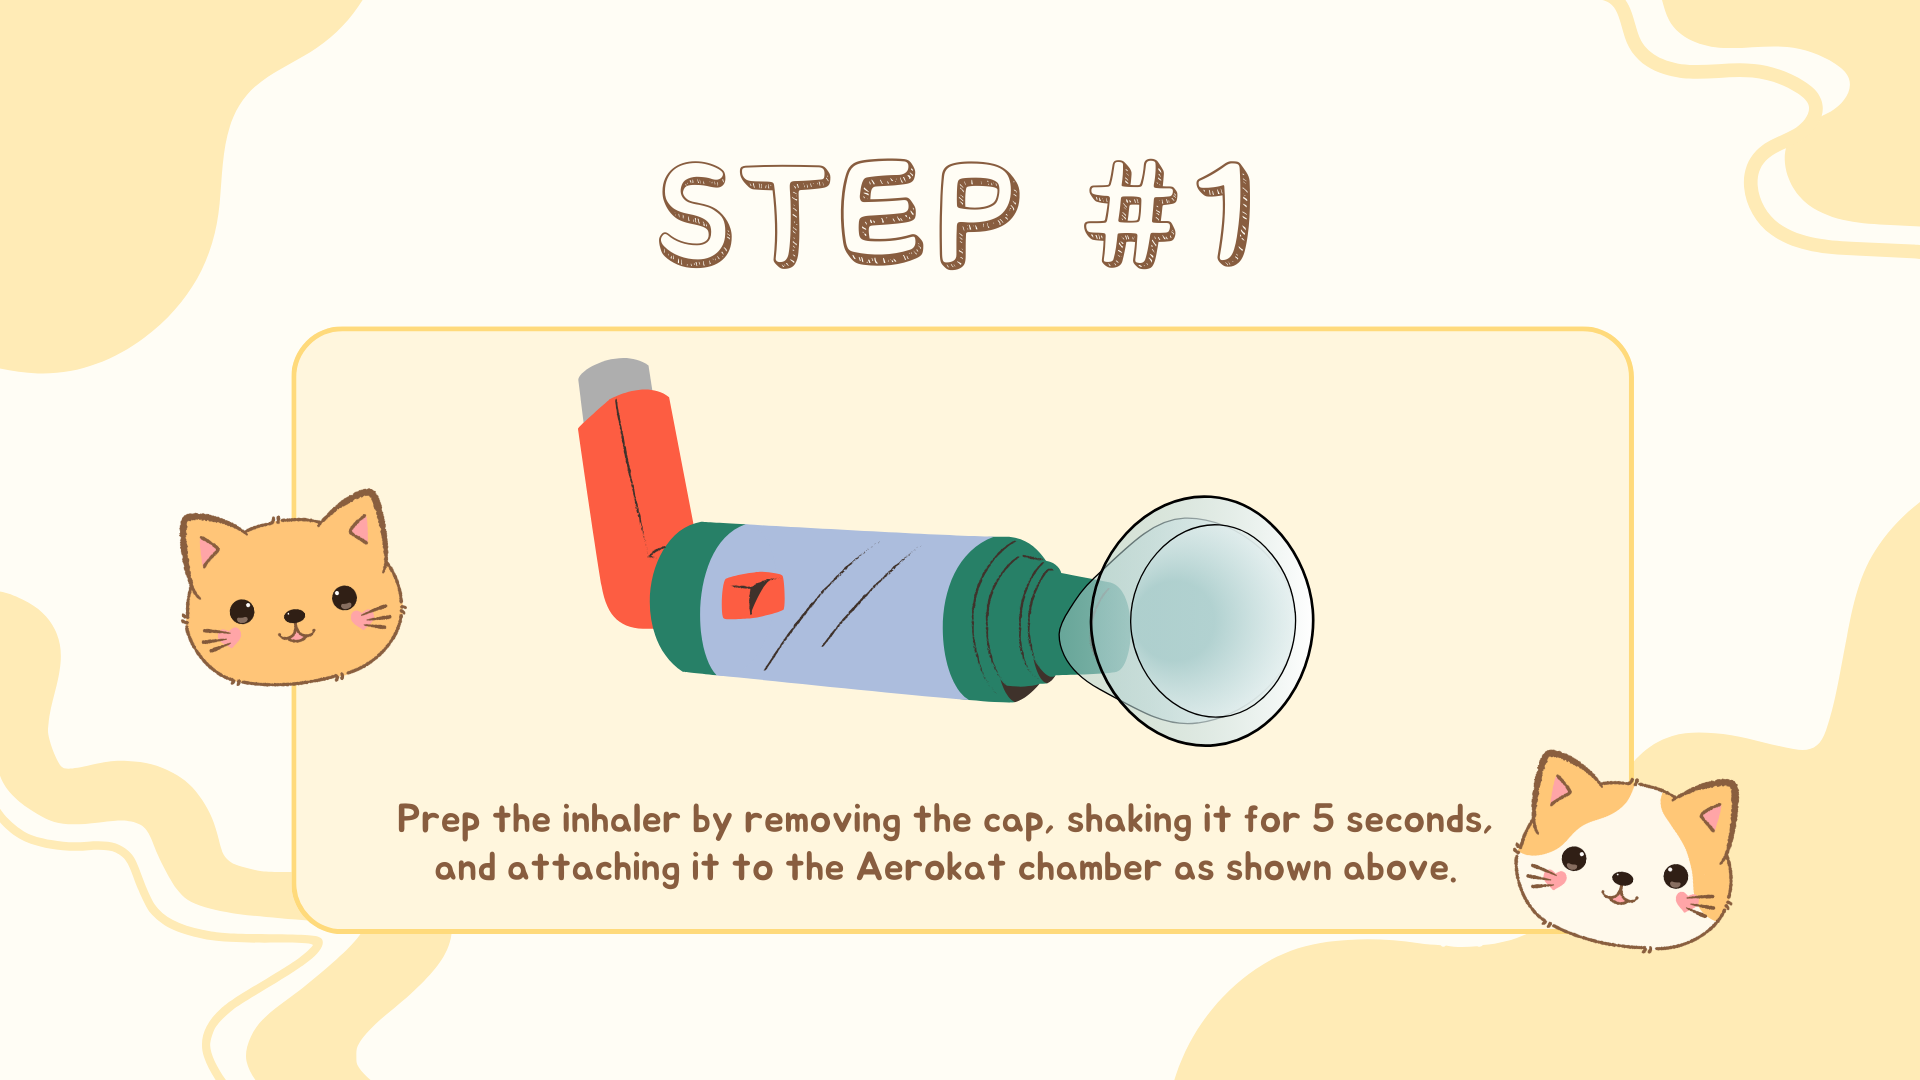 STEP #1
Prep the inhaler by removing the cap, shaking it for 5 seconds,
and attaching it to the Aerokat chamber as shown above.